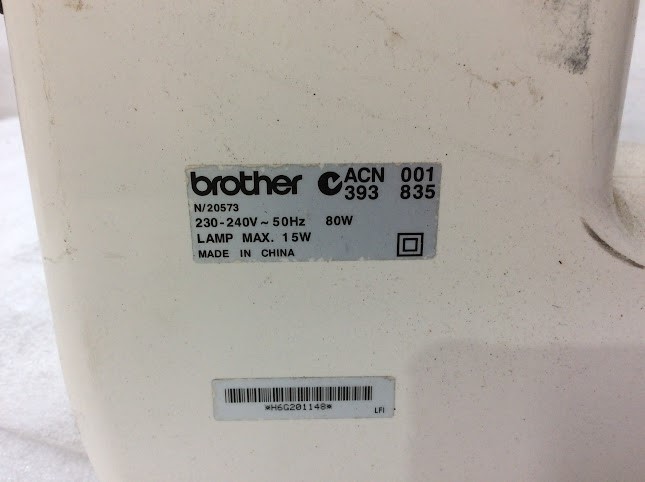 brother ACN 001
393 835
N/20573
230-240V~50Hz 80W
LAMP MAX. 15W
MADE IN CHINA
*H6G201148*
LFI